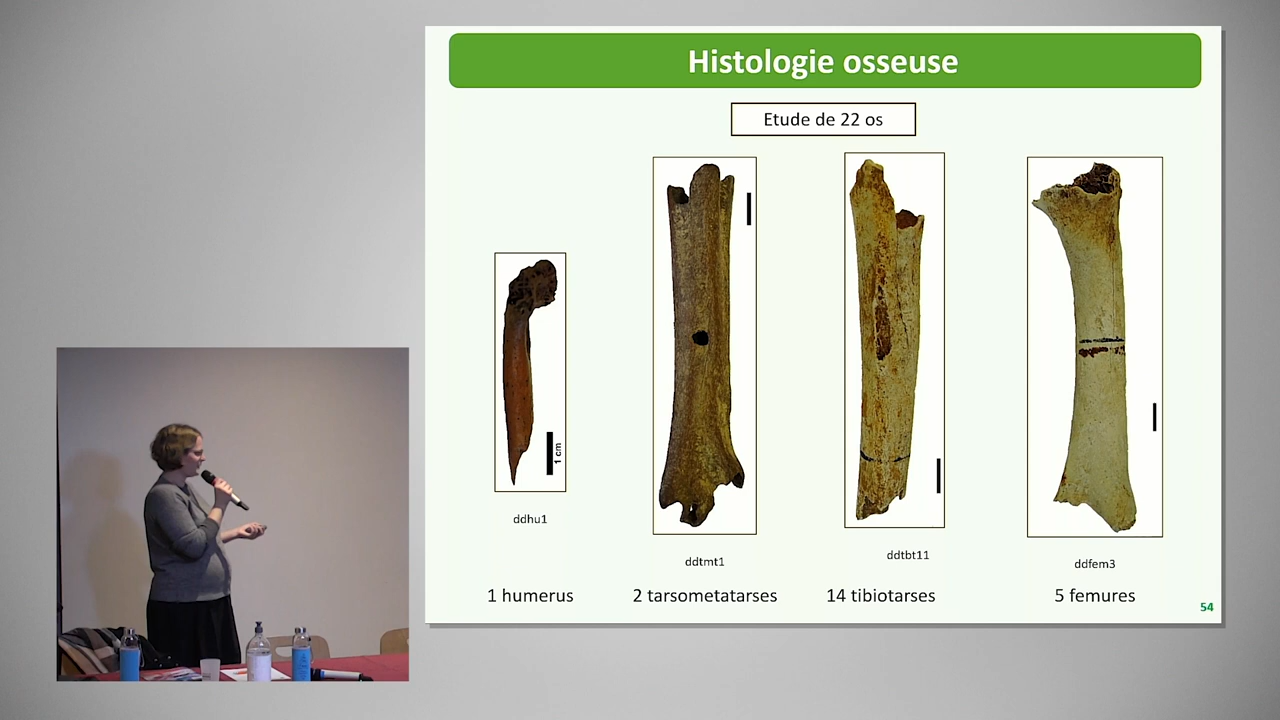 Histologie osseuse
Etude de 22 os
1 cm
ddhu1
ddtmt1
ddtbt11
ddfem3
1 humerus
2 tarsometatarses
14 tibiotarses
5 femures
54